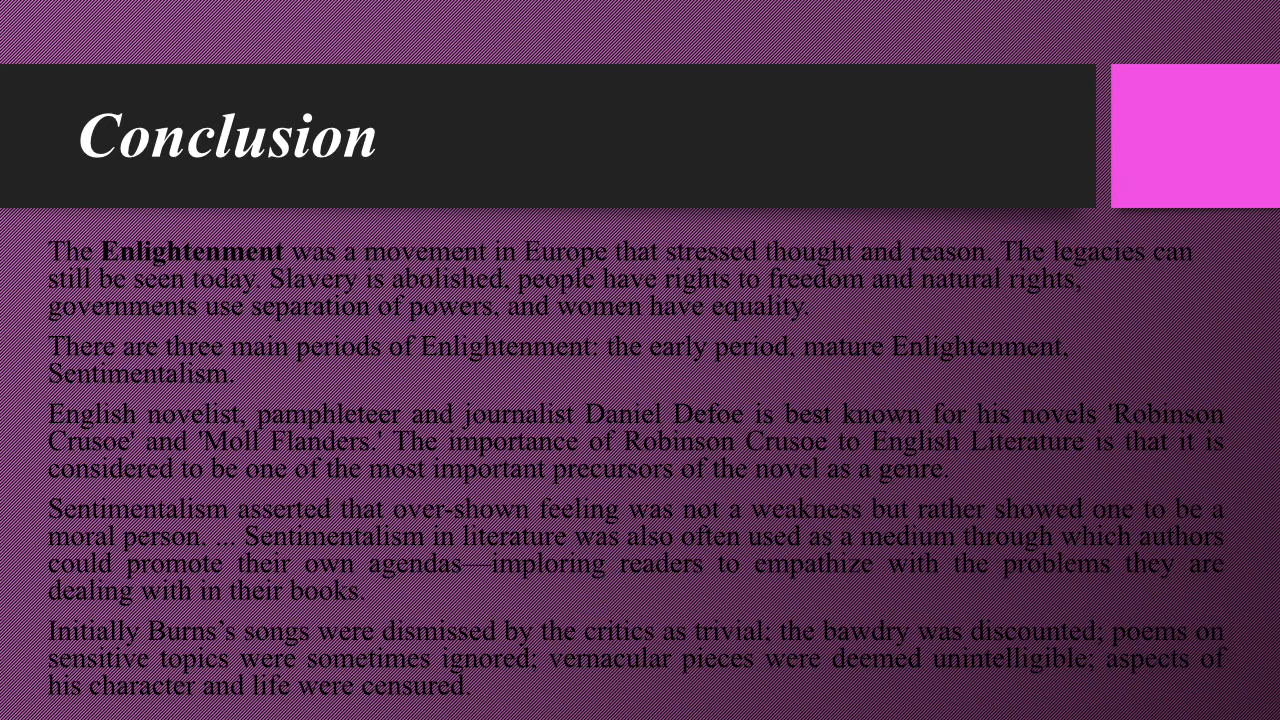 Conclusion
The Enlightenment was a movement in Europe that stressed thought and reason. The legacies can
still be seen today. Slavery is abolished, people have rights to freedom and natural rights,
governments use separation of powers, and women have equality.
There are three main periods of Enlightenment: the early period, mature Enlightenment,
Sentimentalism.
English novelist, pamphleteer and journalist Daniel Defoe is best known for his novels 'Robinson
Crusoe' and 'Moll Flanders.' The importance of Robinson Crusoe to English Literature is that it is
considered to be one of the most important precursors of the novel as a genre.
Sentimentalism asserted that over-shown feeling was not a weakness but rather showed one to be a
moral person. ... Sentimentalism in literature was also often used as a medium through which authors
could promote their own agendas—imploring readers to empathize with the problems they are
dealing with in their books.
Initially Burns’s songs were dismissed by the critics as trivial; the bawdry was discounted; poems on
sensitive topics were sometimes ignored; vernacular pieces were deemed unintelligible; aspects of
his character and life were censured.